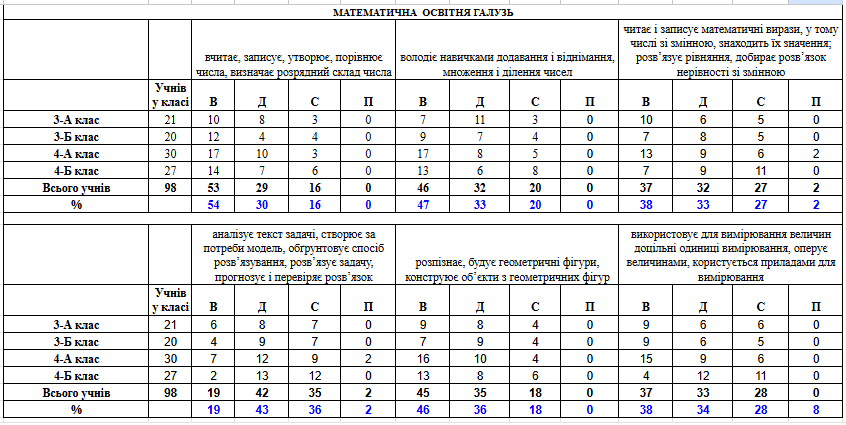 МАТЕМАТИЧНА ОСВІТНЯ ГАЛУЗЬ
вчитає, записує, утворює, порівнює числа, визначає розрядний склад числа | володіє навичками додавання і віднімання, множення і ділення чисел | читає і записує математичні вирази, у тому числі зі змінною, знаходить їх значення; розв’язує рівняння, добирає розв’язок нерівності зі змінною
Учнів у класі | В | Д | С | П | В | Д | С | П | В | Д | С | П
3-А клас | 21 | 10 | 8 | 3 | 0 | 7 | 11 | 3 | 0 | 10 | 6 | 5 | 0
3-Б клас | 20 | 12 | 4 | 4 | 0 | 9 | 7 | 4 | 0 | 7 | 8 | 5 | 0
4-А клас | 30 | 17 | 10 | 3 | 0 | 17 | 8 | 5 | 0 | 13 | 9 | 6 | 2
4-Б клас | 27 | 14 | 7 | 6 | 0 | 13 | 6 | 8 | 0 | 7 | 9 | 11 | 0
Всього учнів | 98 | 53 | 29 | 16 | 0 | 46 | 32 | 20 | 0 | 37 | 32 | 27 | 2
% | 54 | 30 | 16 | 0 | 47 | 33 | 20 | 0 | 38 | 33 | 27 | 2
аналізує текст задачі, створює за потреби модель, обґрунтовує спосіб розв’язування, розв’язує задачу, прогнозує і перевіряє розв’язок | розпізнає, будує геометричні фігури, конструює об’єкти з геометричних фігур | використовує для вимірювання величин доцільні одиниці вимірювання, оперує величинами, користується приладами для вимірювання
Учнів у класі | В | Д | С | П | В | Д | С | П | В | Д | С | П
3-А клас | 21 | 6 | 8 | 7 | 0 | 9 | 8 | 4 | 0 | 9 | 6 | 6 | 0
3-Б клас | 20 | 4 | 9 | 7 | 0 | 7 | 9 | 4 | 0 | 9 | 6 | 5 | 0
4-А клас | 30 | 7 | 12 | 9 | 2 | 16 | 10 | 4 | 0 | 15 | 9 | 6 | 0
4-Б клас | 27 | 2 | 13 | 12 | 0 | 13 | 8 | 6 | 0 | 4 | 12 | 11 | 0
Всього учнів | 98 | 19 | 42 | 35 | 2 | 45 | 35 | 18 | 0 | 37 | 33 | 28 | 0
% | 19 | 43 | 36 | 2 | 46 | 36 | 18 | 0 | 38 | 34 | 28 | 8